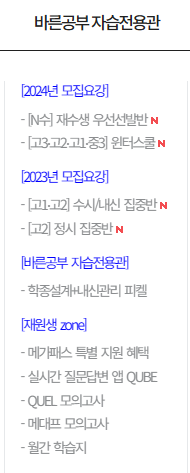 바른공부 자습전용관
[2024년 모집요강]
- [N수] 재수생 우선선발반 N
- [고3•고2•고1•중3] 윈터스쿨 N
[2023년 모집요강]
- [고1•고2] 수시/내신 집중반 N
- [고2] 정시 집중반 N
[바른공부 자습전용관]
- 학종설계+내신관리 피켈
[재원생 zone]
- 메가패스 특별 지원 혜택
- 실시간 질문답변 앱 QUBE
- QUEL 모의고사
- 메대프 모의고사
- 월간 학습지